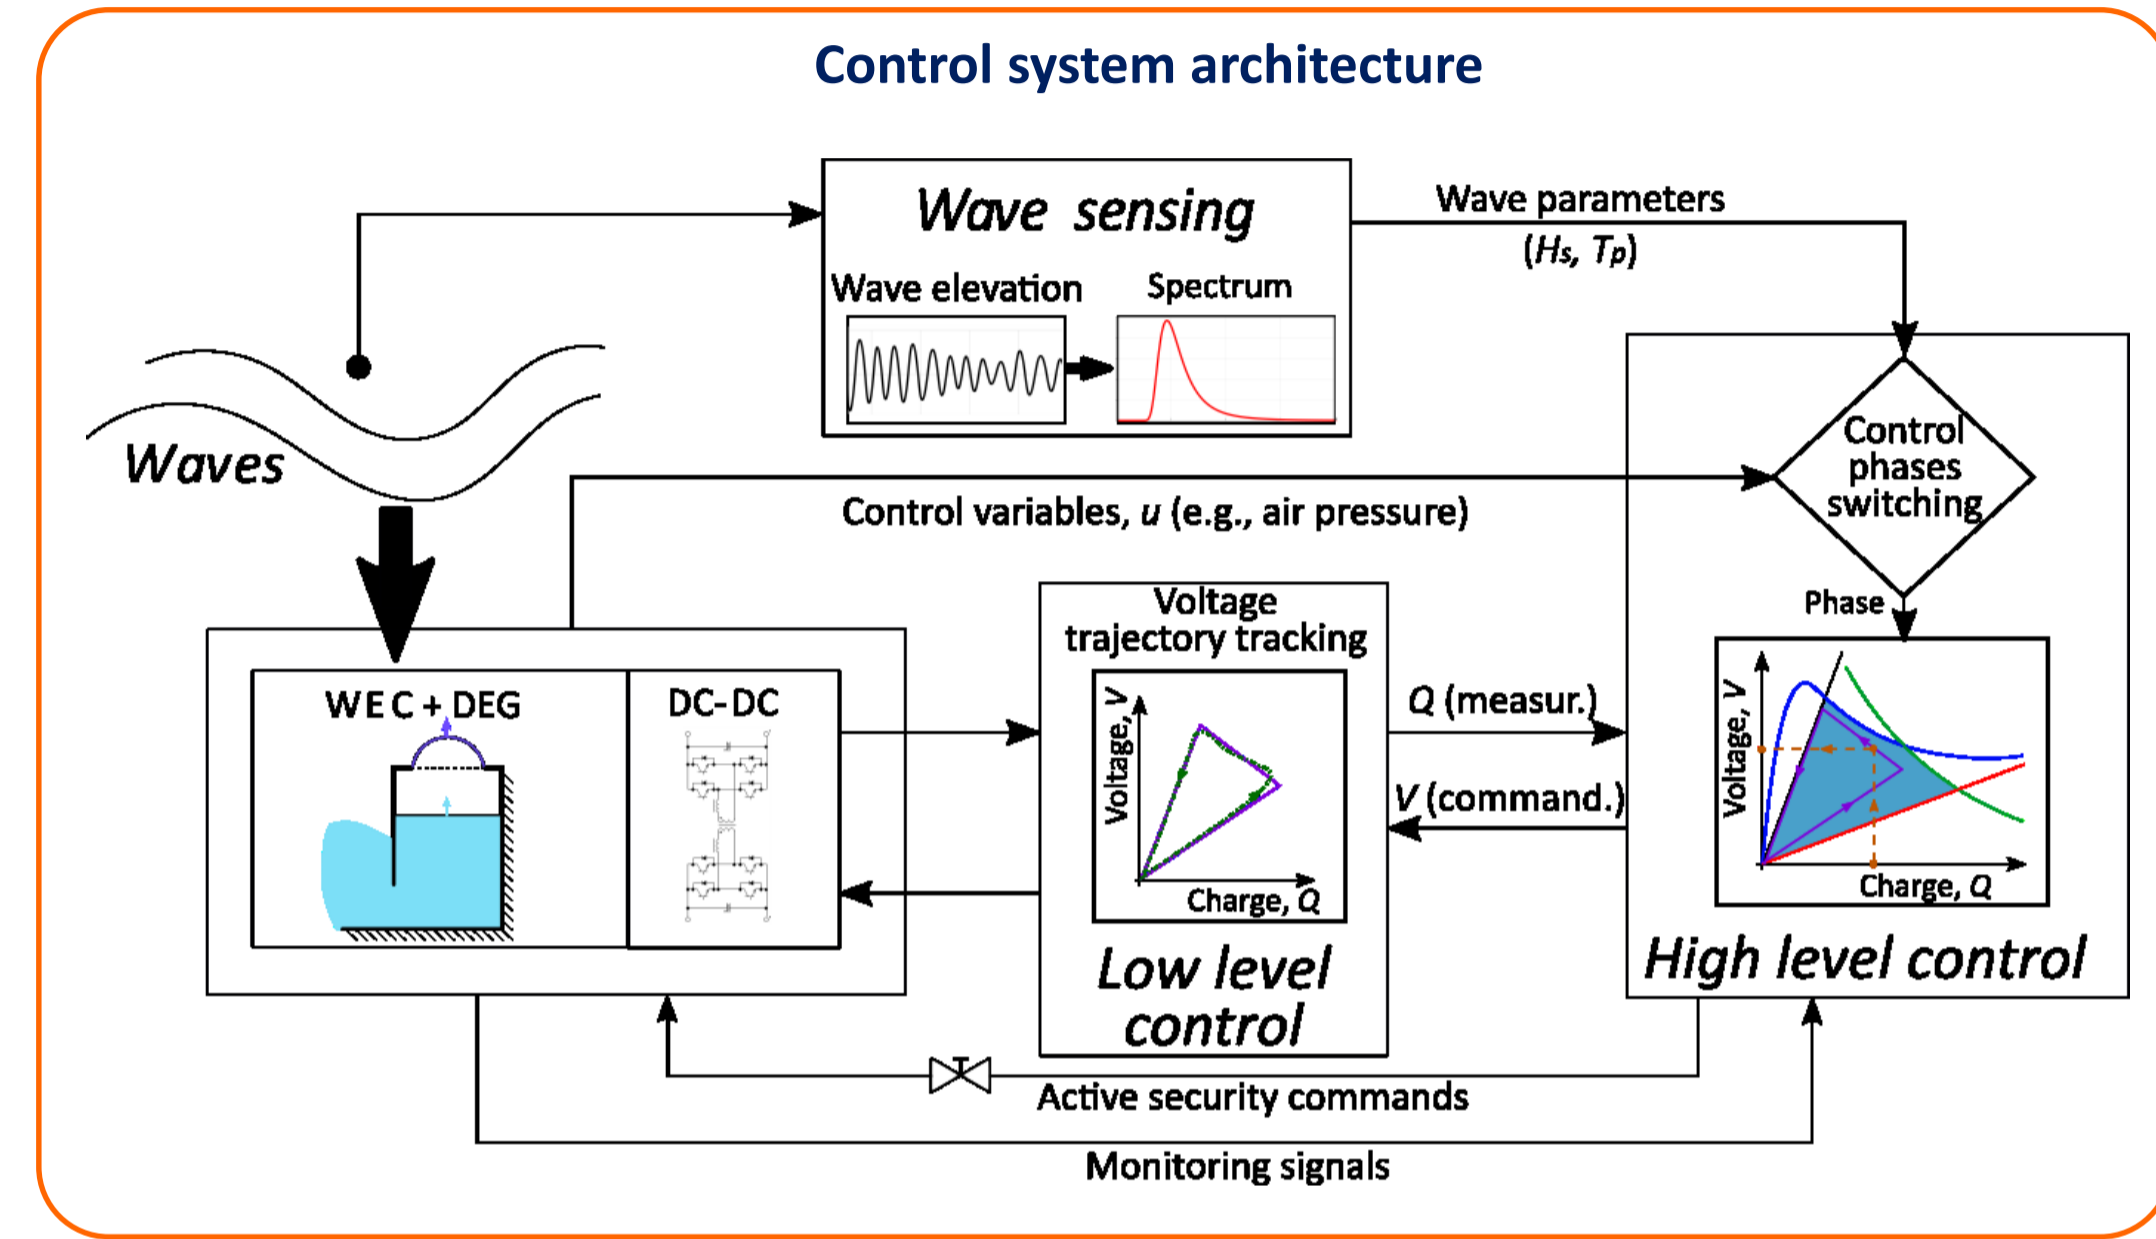 Control system architecture
Wave sensing
Wave elevation
Spectrum
Wave parameters
(Hs, Tp)
Waves
Control
phases
switching
Control variables, u (e.g., air pressure)
Phase
WEC + DEG
DC-DC
Voltage
trajectory tracking
Voltage, V
Charge, Q
Low level
control
Q (measur.)
V (command.)
Voltage, V
Charge, Q
High level control
Active security commands
Monitoring signals